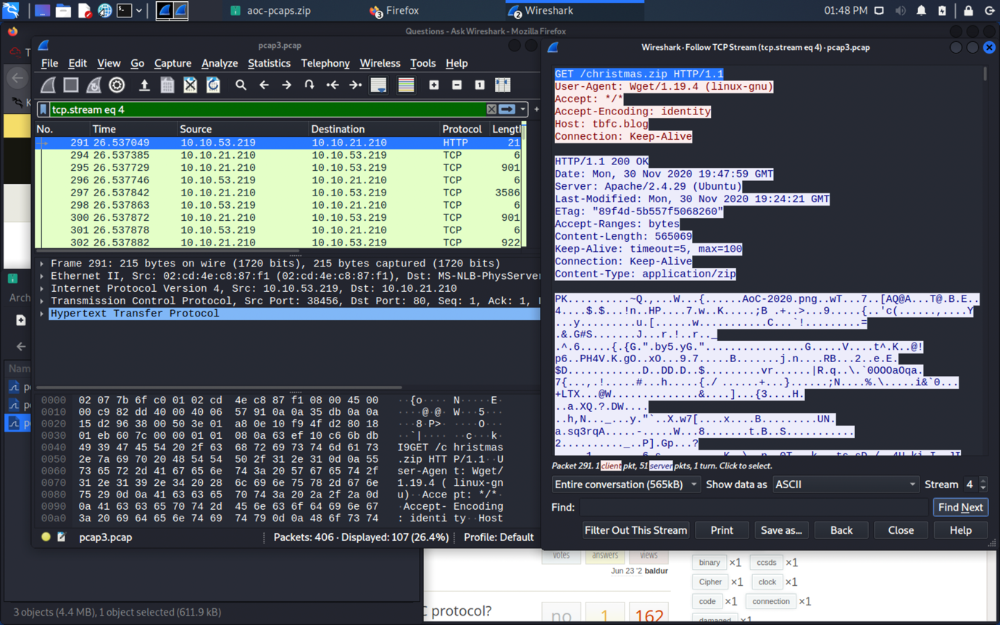 aoc-pcaps.zip
3 Firefox
2 Wireshark
01:48 PM
Questions - Ask Wireshark - Mozilla Firefox
pcap3.pcap
File Edit View Go Capture Analyze Statistics Telephony Wireless Tools Help
tcp.stream eq 4
No. Time Source Destination Protocol Lengtl
291 26.537049 10.10.53.219 10.10.21.210 HTTP 21
294 26.537385 10.10.21.210 10.10.53.219 TCP 6
295 26.537729 10.10.21.210 10.10.53.219 TCP 901
296 26.537746 10.10.53.219 10.10.21.210 TCP 6
297 26.537842 10.10.21.210 10.10.53.219 TCP 3586
298 26.537863 10.10.53.219 10.10.21.210 TCP 6
300 26.537872 10.10.21.210 10.10.53.219 TCP 901
301 26.537878 10.10.53.219 10.10.21.210 TCP 6
302 26.537882 10.10.21.210 10.10.53.219 TCP 922
Frame 291: 215 bytes on wire (1720 bits), 215 bytes captured (1720 bits)
Ethernet II, Src: 02:cd:4e:c8:87:f1 (02:cd:4e:c8:87:f1), Dst: MS-NLB-PhysServer
Internet Protocol Version 4, Src: 10.10.53.219, Dst: 10.10.21.210
Transmission Control Protocol, Src Port: 38456, Dst Port: 80, Seq: 1, Ack: 1,
Hypertext Transfer Protocol
0000 02 07 7b 6f c0 01 02 cd 4e c8 87 f1 08 00 45 00 ··{o···· N·····E·
0010 00 c9 82 dd 40 00 40 06 57 91 0a 0a 35 db 0a 0a ····@·@· W···5···
0020 15 d2 96 38 00 50 3e 01 a8 0e 10 f9 4f d2 80 18 ···8·P>· ····O···
0030 01 eb 60 7c 00 00 01 01 08 0a 63 ef 10 c6 6b db ··`|···· ··c···k·
0040 49 39 47 45 54 20 2f 63 68 72 69 73 74 6d 61 73 I9GET /c hristmas
0050 2e 7a 69 70 20 48 54 54 50 2f 31 2e 31 0d 0a 55 .zip HTT P/1.1··U
0060 73 65 72 2d 41 67 65 6e 74 3a 20 57 67 65 74 2f ser-Agen t: Wget/
0070 31 2e 31 39 2e 34 20 28 6c 69 6e 75 78 2d 67 6e 1.19.4 ( linux-gn
0080 75 29 0d 0a 41 63 63 65 70 74 3a 20 2a 2f 2a 0d u)··Acce pt: */*·
0090 0a 41 63 63 65 70 74 2d 45 6e 63 6f 64 69 6e 67 ·Accept- Encoding
00a0 3a 20 69 64 65 6e 74 69 74 79 0d 0a 48 6f 73 74 : identi ty··Host
pcap3.pcap Packets: 406 · Displayed: 107 (26.4%) Profile: Default
Arch
Nam
3 objects (4.4 MB), 1 object selected (611.9 kB)
Wireshark · Follow TCP Stream (tcp.stream eq 4) · pcap3.pcap
GET /christmas.zip HTTP/1.1
User-Agent: Wget/1.19.4 (linux-gnu)
Accept: */*
Accept-Encoding: identity
Host: tbfc.blog
Connection: Keep-Alive
HTTP/1.1 200 OK
Date: Mon, 30 Nov 2020 19:47:59 GMT
Server: Apache/2.4.29 (Ubuntu)
Last-Modified: Mon, 30 Nov 2020 19:24:21 GMT
ETag: "89f4d-5b557f5068260"
Accept-Ranges: bytes
Content-Length: 565069
Keep-Alive: timeout=5, max=100
Connection: Keep-Alive
Content-Type: application/zip
PK..........~Q.,...W...{......AoC-2020.png..wT...7..[AQ@A...T@.B.E..
4....$.$...!n..HP....7.w..K.....;B .+..>...9.....{..'c(......,....Y
...y..........u.[......w...........C...`!.........=
.&.G#S.......J...r.!..r.._
.^.6.....{.{G.".by5.yG."................G.....V....t^.K..@!
p6..PH4V.K.gO..xO...9.7.....B.......j.n....RB...2..e.E.
$D............D..DD.D..$.........vr......|R.q..\.`0OOOaOqa.
7{....,.!.....#...h.....{./ ......+...}......;N....%.\.....i&`0...
+LTX...@W..............&....]...{3....H.
..a.XQ.?.DW....
..h,N..._...y."`..X.w7[....x....B.........UN.
a.sq3rqA.....-.....W...8.......t.B..S...........
2..........._..P].Gp...?
Packet 291. 1 client pkt, 51 server pkts, 1 turn. Click to select.
Entire conversation (565kB) Show data as ASCII Stream 4
Find: Find Next
Filter Out This Stream Print Save as... Back Close Help
votes answers views
Jun 23 '2 baldur
C protocol?
no 1 162
binary ×1 ccsds ×1
Cipher ×1 clock ×1
code ×1 connection ×1
damaged ×1